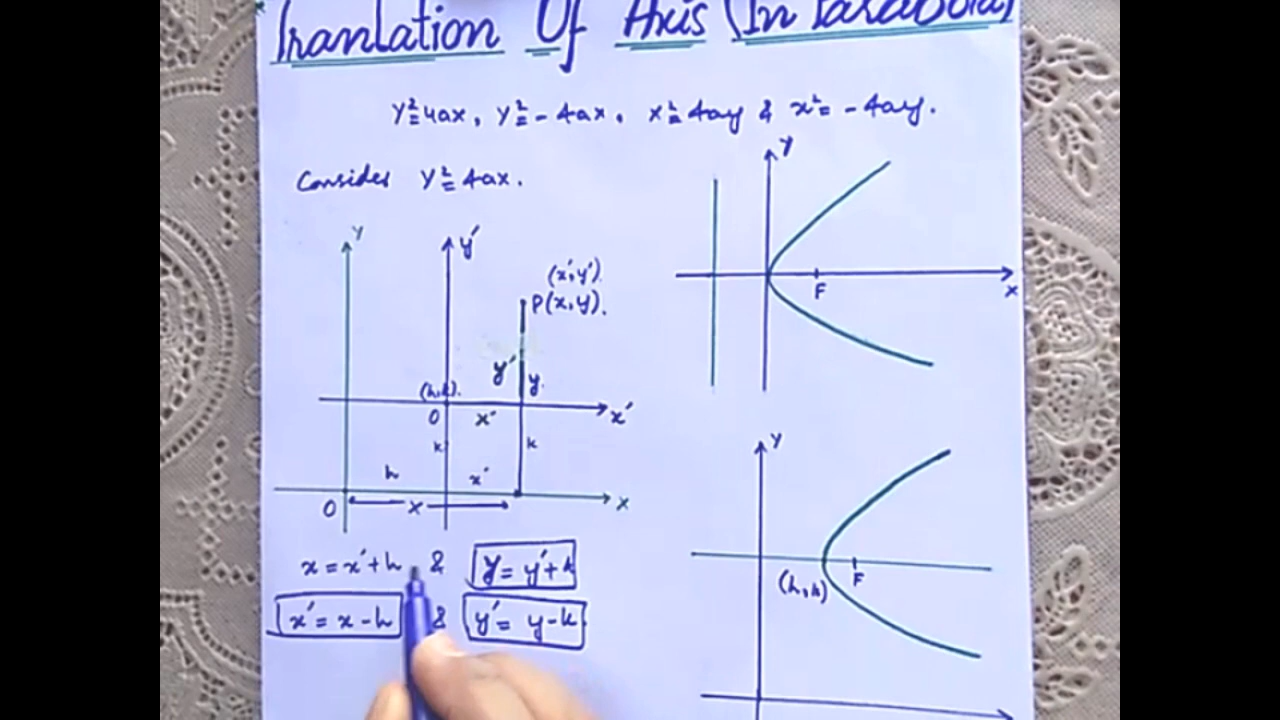 Tranlation Of Axis (In Parabola)
y²=4ax, y²=-4ax, x²=4ay & x²=-4ay.
Consider y²=4ax.
y
y'
(x',y')
P(x,y).
y'
y
(h,k).
O
x'
x'
k
k
h
x'
O
x
x
x=x'+h & y=y'+k
x'=x-h & y'=y-k
y
F
x
y
(h,k)
F